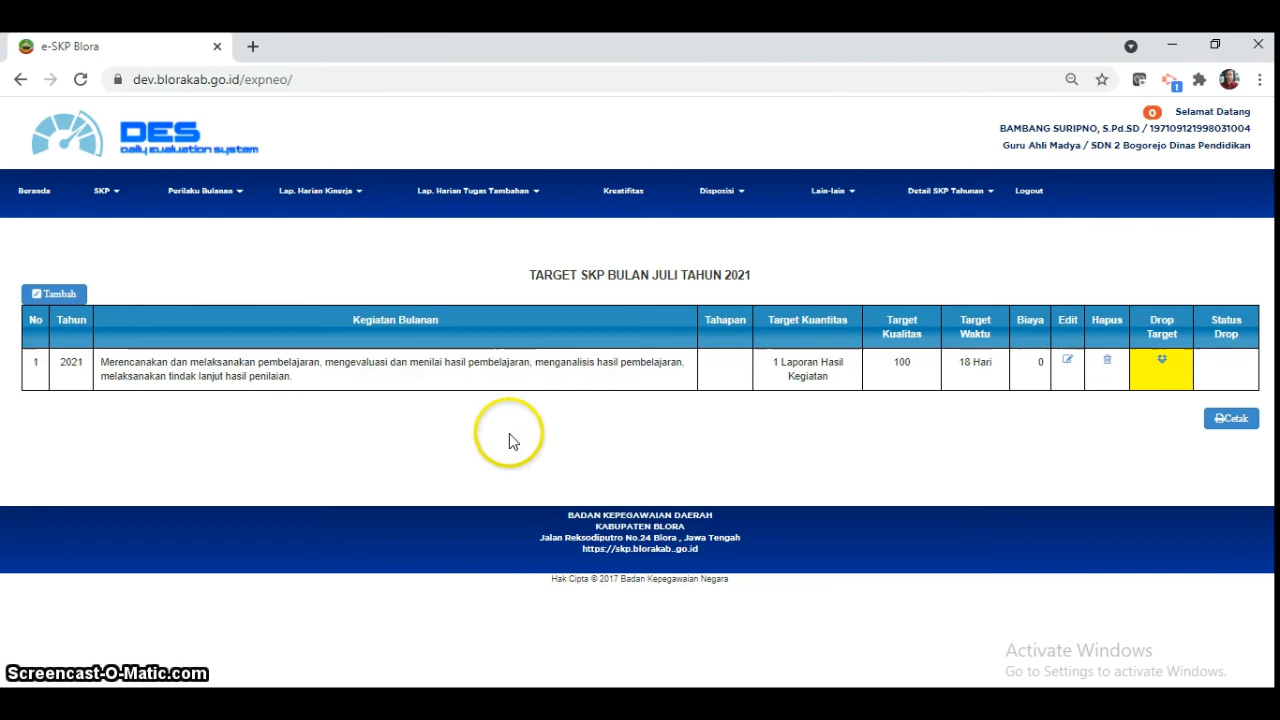 e-SKP Blora
dev.blorakab.go.id/expneo/
1
DES
daily evaluation system
0 Selamat Datang
BAMBANG SURIPNO, S.Pd.SD / 197109121998031004
Guru Ahli Madya / SDN 2 Bogorejo Dinas Pendidikan
Beranda SKP Perilaku Bulanan Lap. Harian Kinerja Lap. Harian Tugas Tambahan Kreatifitas Disposisi Lain-lain Detail SKP Tahunan Logout
TARGET SKP BULAN JULI TAHUN 2021
Tambah
No Tahun Kegiatan Bulanan Tahapan Target Kuantitas Target Kualitas Target Waktu Biaya Edit Hapus Drop Target Status Drop
1 2021 Merencanakan dan melaksanakan pembelajaran, mengevaluasi dan menilai hasil pembelajaran, menganalisis hasil pembelajaran, 1 Laporan Hasil 100 18 Hari 0
melaksanakan tindak lanjut hasil penilaian. Kegiatan
Cetak
BADAN KEPEGAWAIAN DAERAH
KABUPATEN BLORA
Jalan Reksodiputro No.24 Blora , Jawa Tengah
https://skp.blorakab_go.id
Hak Cipta © 2017 Badan Kepegawaian Negara
Activate Windows
Go to Settings to activate Windows.
Screencast-O-Matic.com